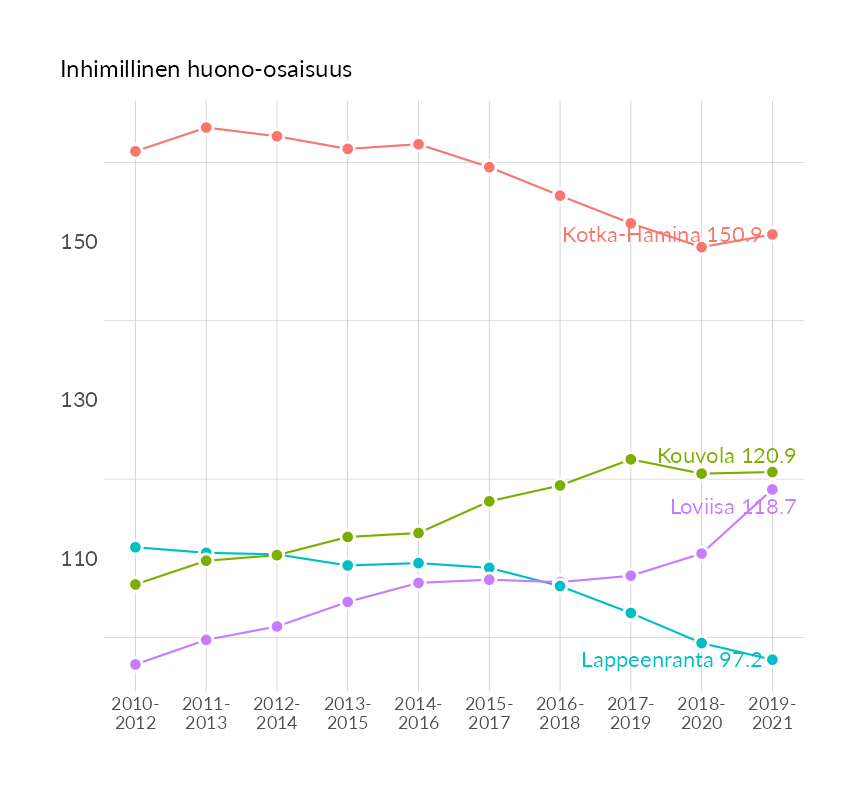 Inhimillinen huono-osaisuus
150
130
110
Kotka-Hamina 150.9
Kouvola 120.9
Loviisa 118.7
Lappeenranta 97.2
2010- 2011- 2012- 2013- 2014- 2015- 2016- 2017- 2018- 2019-
2012 2013 2014 2015 2016 2017 2018 2019 2020 2021